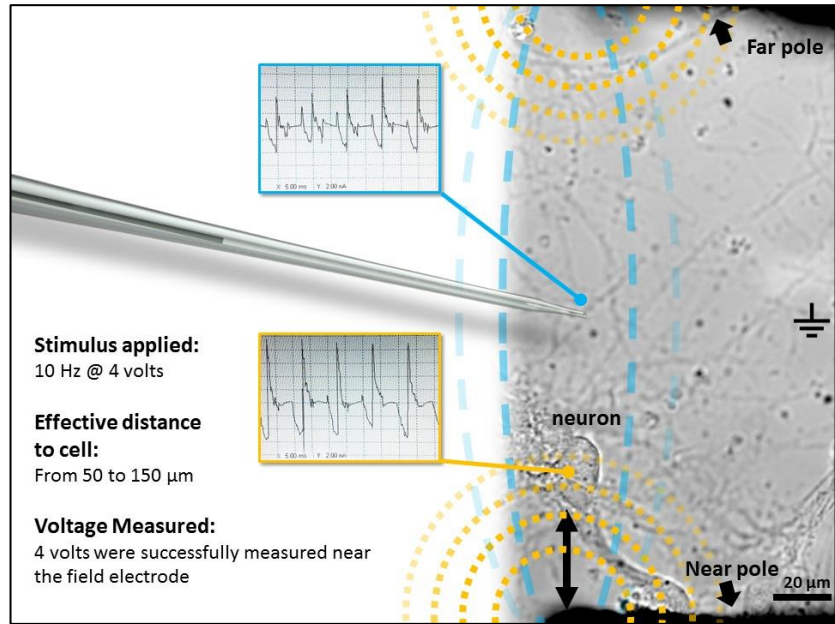 Far pole
X 5.00 ms Y 2.00 nA
Stimulus applied:
10 Hz @ 4 volts
neuron
Effective distance
to cell:
From 50 to 150 µm
X 5.00 ms Y 2.00 nA
Voltage Measured:
4 volts were successfully measured near
the field electrode
Near pole
20 µm